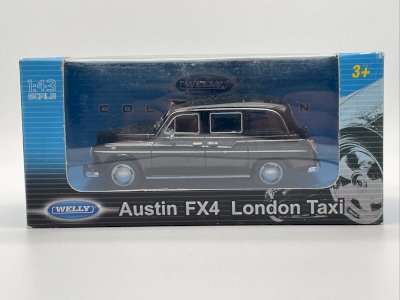 WELLY
1:43
SCALE
3+
COLLECTION
WELLY
Austin FX4 London Taxi